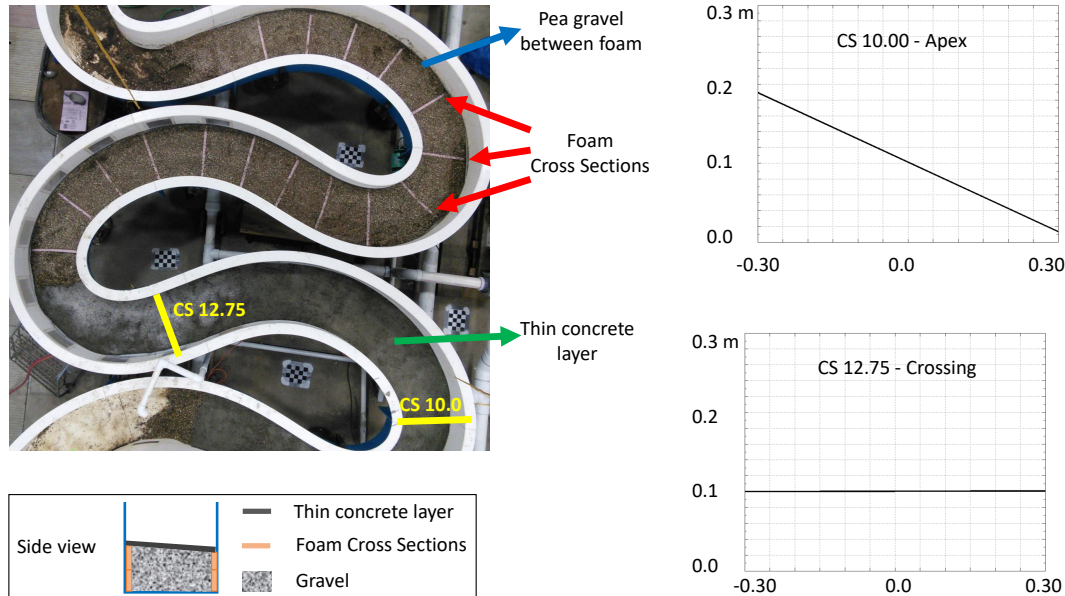 Pea gravel
between foam
Foam
Cross Sections
CS 12.75
Thin concrete
layer
CS 10.0
Side view
Thin concrete layer
Foam Cross Sections
Gravel
0.3 m
CS 10.00 - Apex
0.2
0.1
0.0
-0.30
0.0
0.30
0.3 m
CS 12.75 - Crossing
0.2
0.1
0.0
-0.30
0.0
0.30